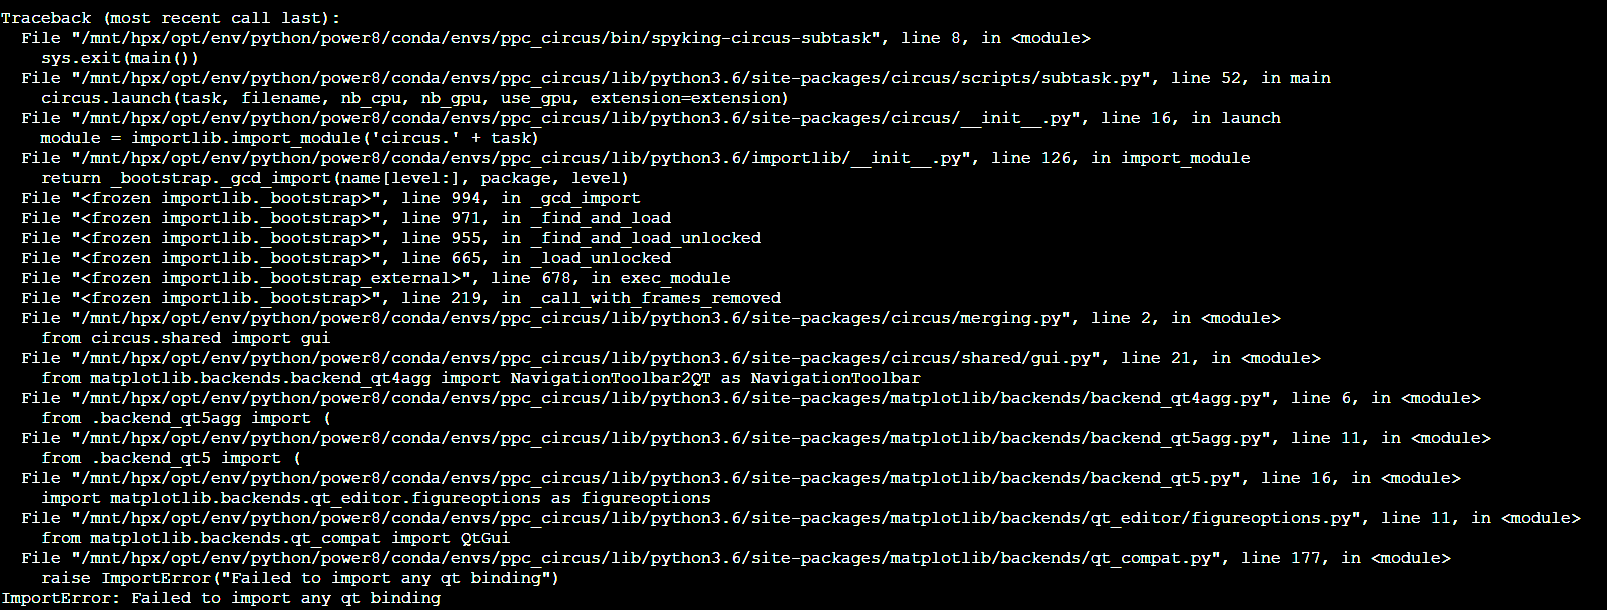 Traceback (most recent call last):
  File "/mnt/hpx/opt/env/python/power8/conda/envs/ppc_circus/bin/spyking-circus-subtask", line 8, in <module>
    sys.exit(main())
  File "/mnt/hpx/opt/env/python/power8/conda/envs/ppc_circus/lib/python3.6/site-packages/circus/scripts/subtask.py", line 52, in main
    circus.launch(task, filename, nb_cpu, nb_gpu, use_gpu, extension=extension)
  File "/mnt/hpx/opt/env/python/power8/conda/envs/ppc_circus/lib/python3.6/site-packages/circus/__init__.py", line 16, in launch
    module = importlib.import_module('circus.' + task)
  File "/mnt/hpx/opt/env/python/power8/conda/envs/ppc_circus/lib/python3.6/importlib/__init__.py", line 126, in import_module
    return _bootstrap._gcd_import(name[level:], package, level)
  File "<frozen importlib._bootstrap>", line 994, in _gcd_import
  File "<frozen importlib._bootstrap>", line 971, in _find_and_load
  File "<frozen importlib._bootstrap>", line 955, in _find_and_load_unlocked
  File "<frozen importlib._bootstrap>", line 665, in _load_unlocked
  File "<frozen importlib._bootstrap_external>", line 678, in exec_module
  File "<frozen importlib._bootstrap>", line 219, in _call_with_frames_removed
  File "/mnt/hpx/opt/env/python/power8/conda/envs/ppc_circus/lib/python3.6/site-packages/circus/merging.py", line 2, in <module>
    from circus.shared import gui
  File "/mnt/hpx/opt/env/python/power8/conda/envs/ppc_circus/lib/python3.6/site-packages/circus/shared/gui.py", line 21, in <module>
    from matplotlib.backends.backend_qt4agg import NavigationToolbar2QT as NavigationToolbar
  File "/mnt/hpx/opt/env/python/power8/conda/envs/ppc_circus/lib/python3.6/site-packages/matplotlib/backends/backend_qt4agg.py", line 6, in <module>
    from .backend_qt5agg import (
  File "/mnt/hpx/opt/env/python/power8/conda/envs/ppc_circus/lib/python3.6/site-packages/matplotlib/backends/backend_qt5agg.py", line 11, in <module>
    from .backend_qt5 import (
  File "/mnt/hpx/opt/env/python/power8/conda/envs/ppc_circus/lib/python3.6/site-packages/matplotlib/backends/backend_qt5.py", line 16, in <module>
    import matplotlib.backends.qt_editor.figureoptions as figureoptions
  File "/mnt/hpx/opt/env/python/power8/conda/envs/ppc_circus/lib/python3.6/site-packages/matplotlib/backends/qt_editor/figureoptions.py", line 11, in <module>
    from matplotlib.backends.qt_compat import QtGui
  File "/mnt/hpx/opt/env/python/power8/conda/envs/ppc_circus/lib/python3.6/site-packages/matplotlib/backends/qt_compat.py", line 177, in <module>
    raise ImportError("Failed to import any qt binding")
ImportError: Failed to import any qt binding